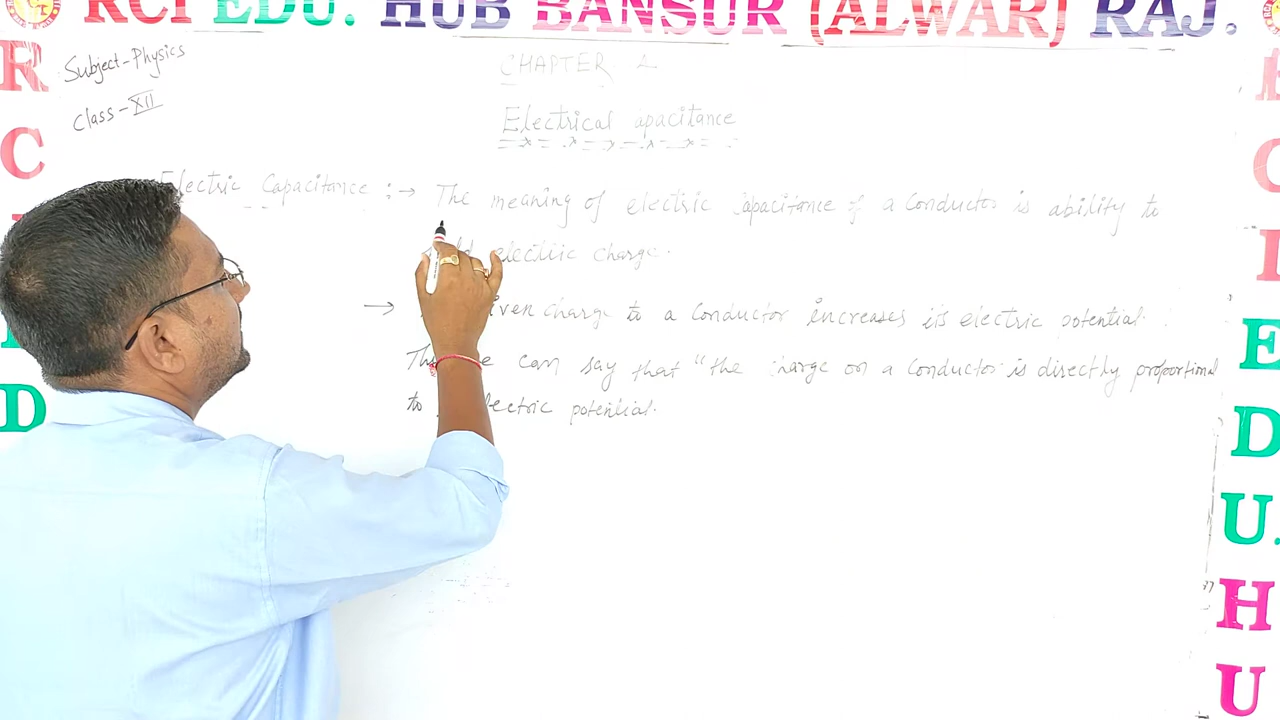 RCI EDU. HUB BANSUR (ALWAR) RAJ.
Subject-Physics
Class-XII
CHAPTER
Electrical apacitance
Electric Capacitance :→ The meaning of electric Capacitance of a Conductor is ability to
electric charge.
→ charge to a Conductor increases its electric potential.
can say that "the charge on a Conductor is directly proportional
to electric potential.
R
C
D
E
D
U.
H
U